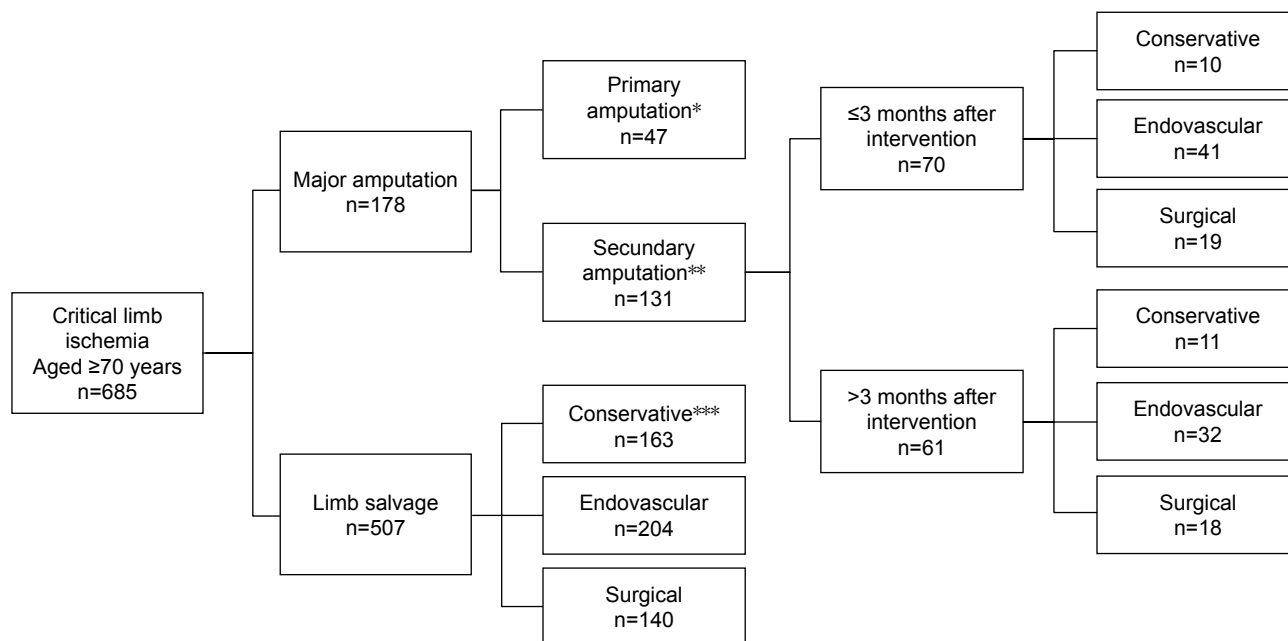 Critical limb
ischemia
Aged ≥70 years
n=685
Major amputation
n=178
Limb salvage
n=507
Primary
amputation*
n=47
Secundary
amputation**
n=131
Conservative***
n=163
Endovascular
n=204
Surgical
n=140
≤3 months after
intervention
n=70
>3 months after
intervention
n=61
Conservative
n=10
Endovascular
n=41
Surgical
n=19
Conservative
n=11
Endovascular
n=32
Surgical
n=18